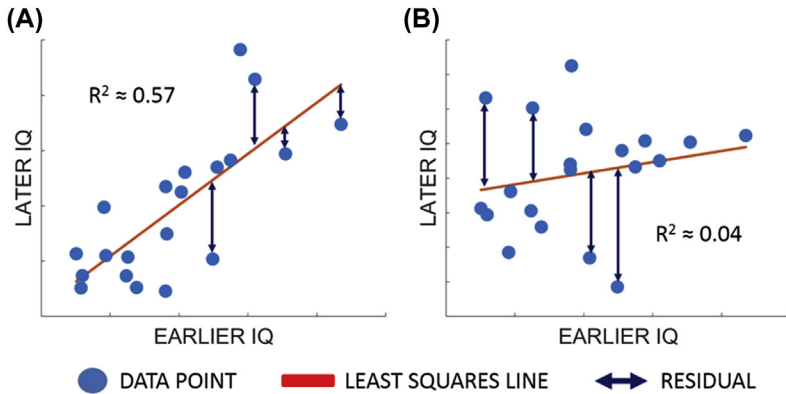 (A)
R² ≈ 0.57
LATER IQ
EARLIER IQ
(B)
R² ≈ 0.04
LATER IQ
EARLIER IQ
DATA POINT
LEAST SQUARES LINE
RESIDUAL